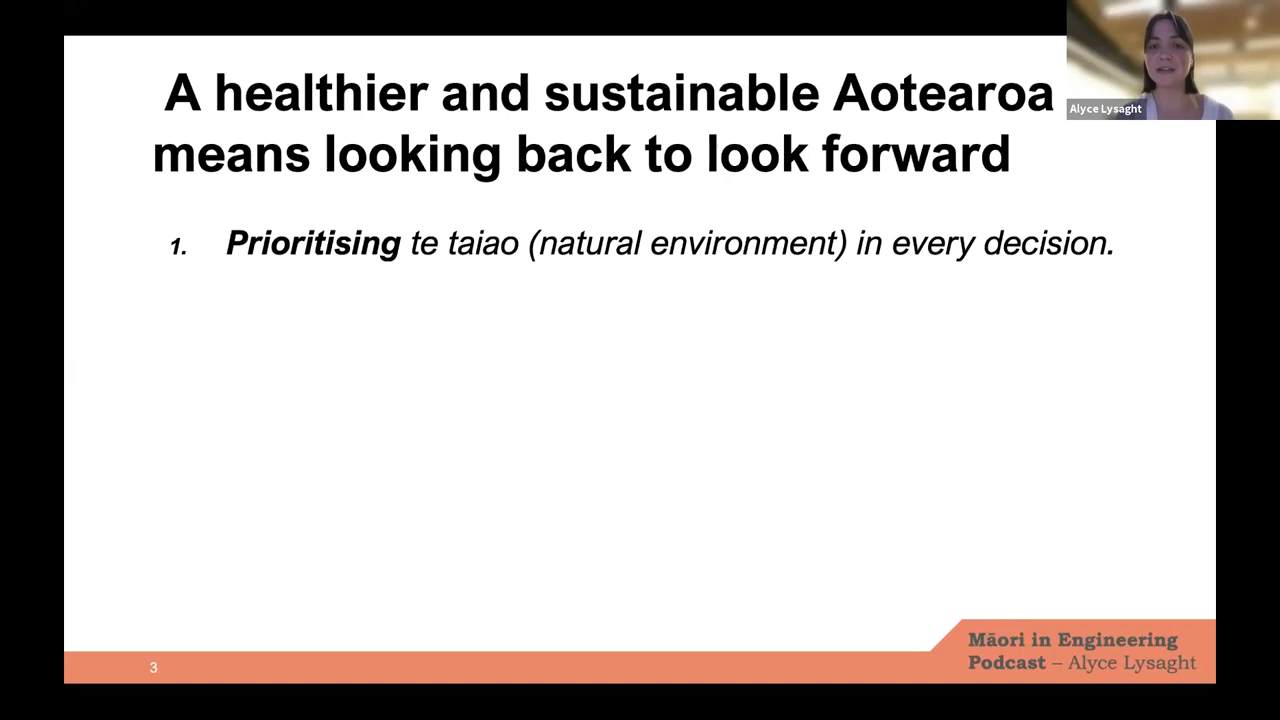 A healthier and sustainable Aotearoa
means looking back to look forward
Alyce Lysaght
1. Prioritising te taiao (natural environment) in every decision.
3
Māori in Engineering
Podcast – Alyce Lysaght